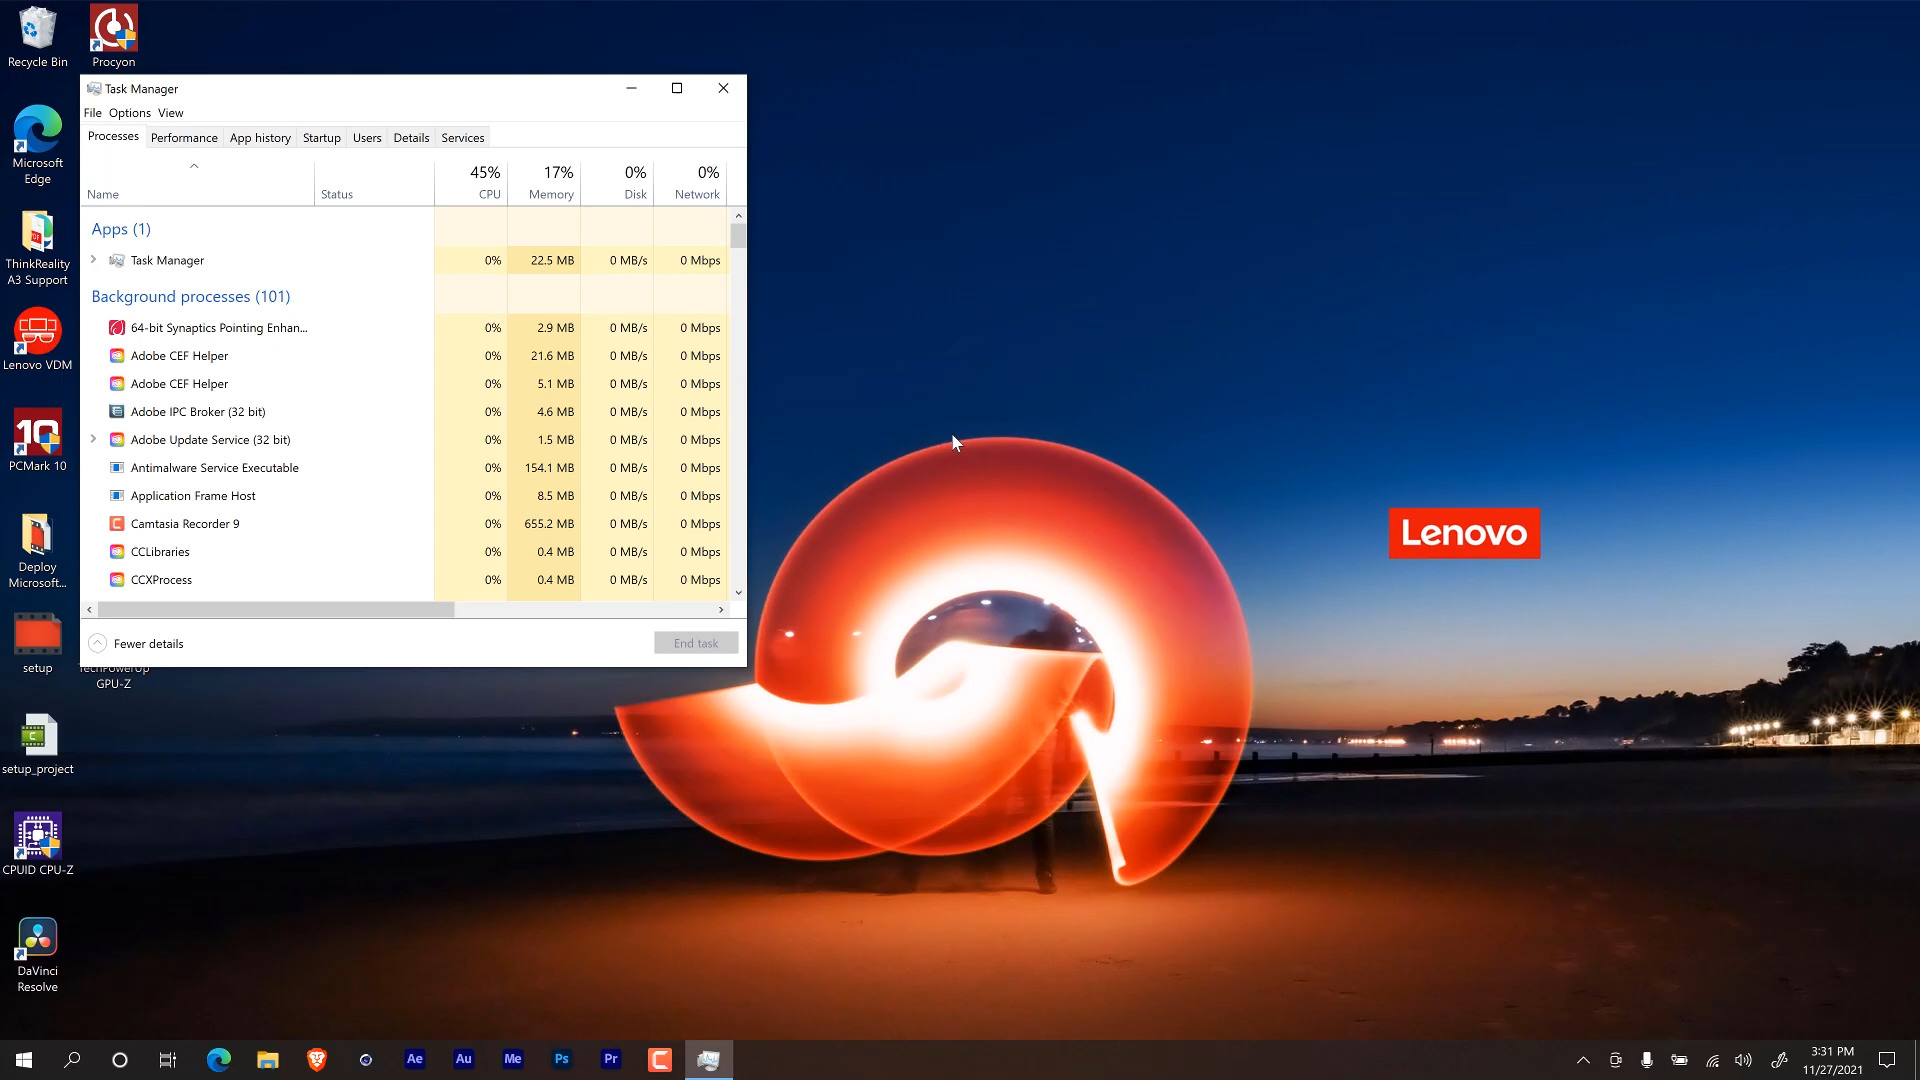 Recycle Bin
Procyon
Microsoft
Edge
ThinkReality
A3 Support
Lenovo VDM
PCMark 10
Deploy
Microsoft...
setup
TechPowerUp
GPU-Z
setup_project
CPUID CPU-Z
DaVinci
Resolve
Task Manager
File Options View
Processes Performance App history Startup Users Details Services
45% 17% 0% 0%
Name Status CPU Memory Disk Network
Apps (1)
Task Manager 0% 22.5 MB 0 MB/s 0 Mbps
Background processes (101)
64-bit Synaptics Pointing Enhan... 0% 2.9 MB 0 MB/s 0 Mbps
Adobe CEF Helper 0% 21.6 MB 0 MB/s 0 Mbps
Adobe CEF Helper 0% 5.1 MB 0 MB/s 0 Mbps
Adobe IPC Broker (32 bit) 0% 4.6 MB 0 MB/s 0 Mbps
Adobe Update Service (32 bit) 0% 1.5 MB 0 MB/s 0 Mbps
Antimalware Service Executable 0% 154.1 MB 0 MB/s 0 Mbps
Application Frame Host 0% 8.5 MB 0 MB/s 0 Mbps
Camtasia Recorder 9 0% 655.2 MB 0 MB/s 0 Mbps
CCLibraries 0% 0.4 MB 0 MB/s 0 Mbps
CCXProcess 0% 0.4 MB 0 MB/s 0 Mbps
Fewer details End task
Lenovo
Ae Au Me Ps Pr
3:31 PM
11/27/2021